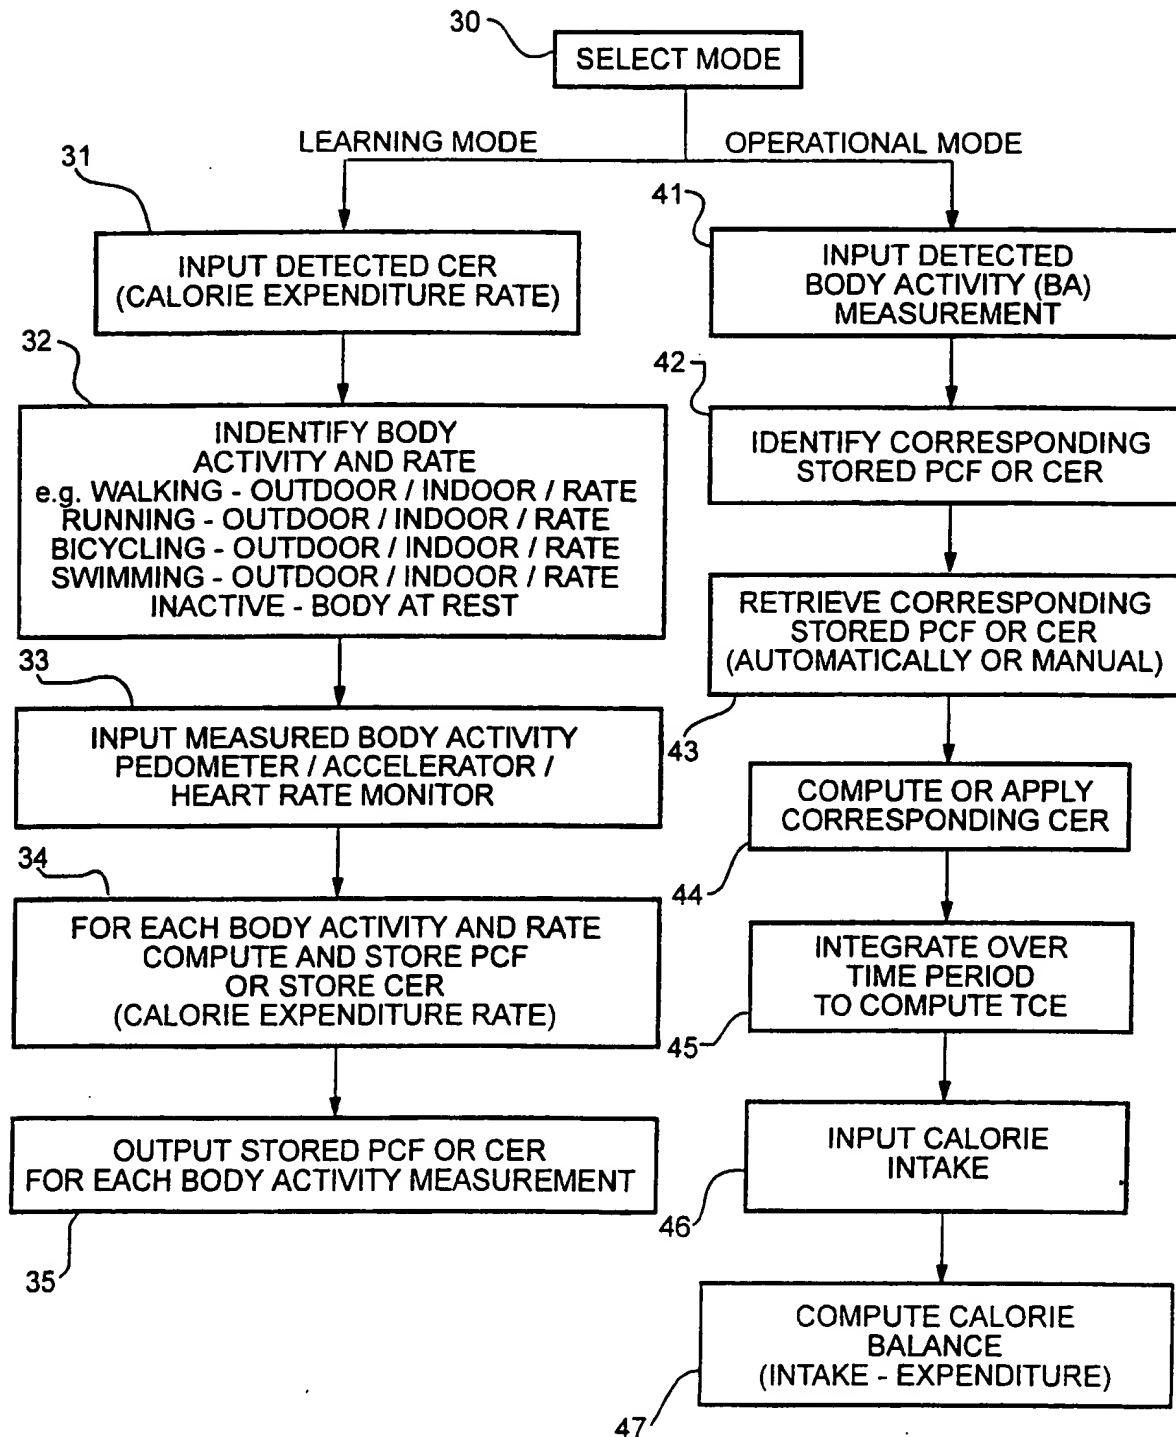 30
SELECT MODE
LEARNING MODE
OPERATIONAL MODE
31
INPUT DETECTED CER
(CALORIE EXPENDITURE RATE)
32
INDENTIFY BODY
ACTIVITY AND RATE
e.g. WALKING - OUTDOOR / INDOOR / RATE
RUNNING - OUTDOOR / INDOOR / RATE
BICYCLING - OUTDOOR / INDOOR / RATE
SWIMMING - OUTDOOR / INDOOR / RATE
INACTIVE - BODY AT REST
33
INPUT MEASURED BODY ACTIVITY
PEDOMETER / ACCELERATOR /
HEART RATE MONITOR
34
FOR EACH BODY ACTIVITY AND RATE
COMPUTE AND STORE PCF
OR STORE CER
(CALORIE EXPENDITURE RATE)
OUTPUT STORED PCF OR CER
FOR EACH BODY ACTIVITY MEASUREMENT
35
41
INPUT DETECTED
BODY ACTIVITY (BA)
MEASUREMENT
42
IDENTIFY CORRESPONDING
STORED PCF OR CER
RETRIEVE CORRESPONDING
STORED PCF OR CER
(AUTOMATICALLY OR MANUAL)
43
COMPUTE OR APPLY
CORRESPONDING CER
44
INTEGRATE OVER
TIME PERIOD
TO COMPUTE TCE
45
INPUT CALORIE
INTAKE
46
COMPUTE CALORIE
BALANCE
(INTAKE - EXPENDITURE)
47